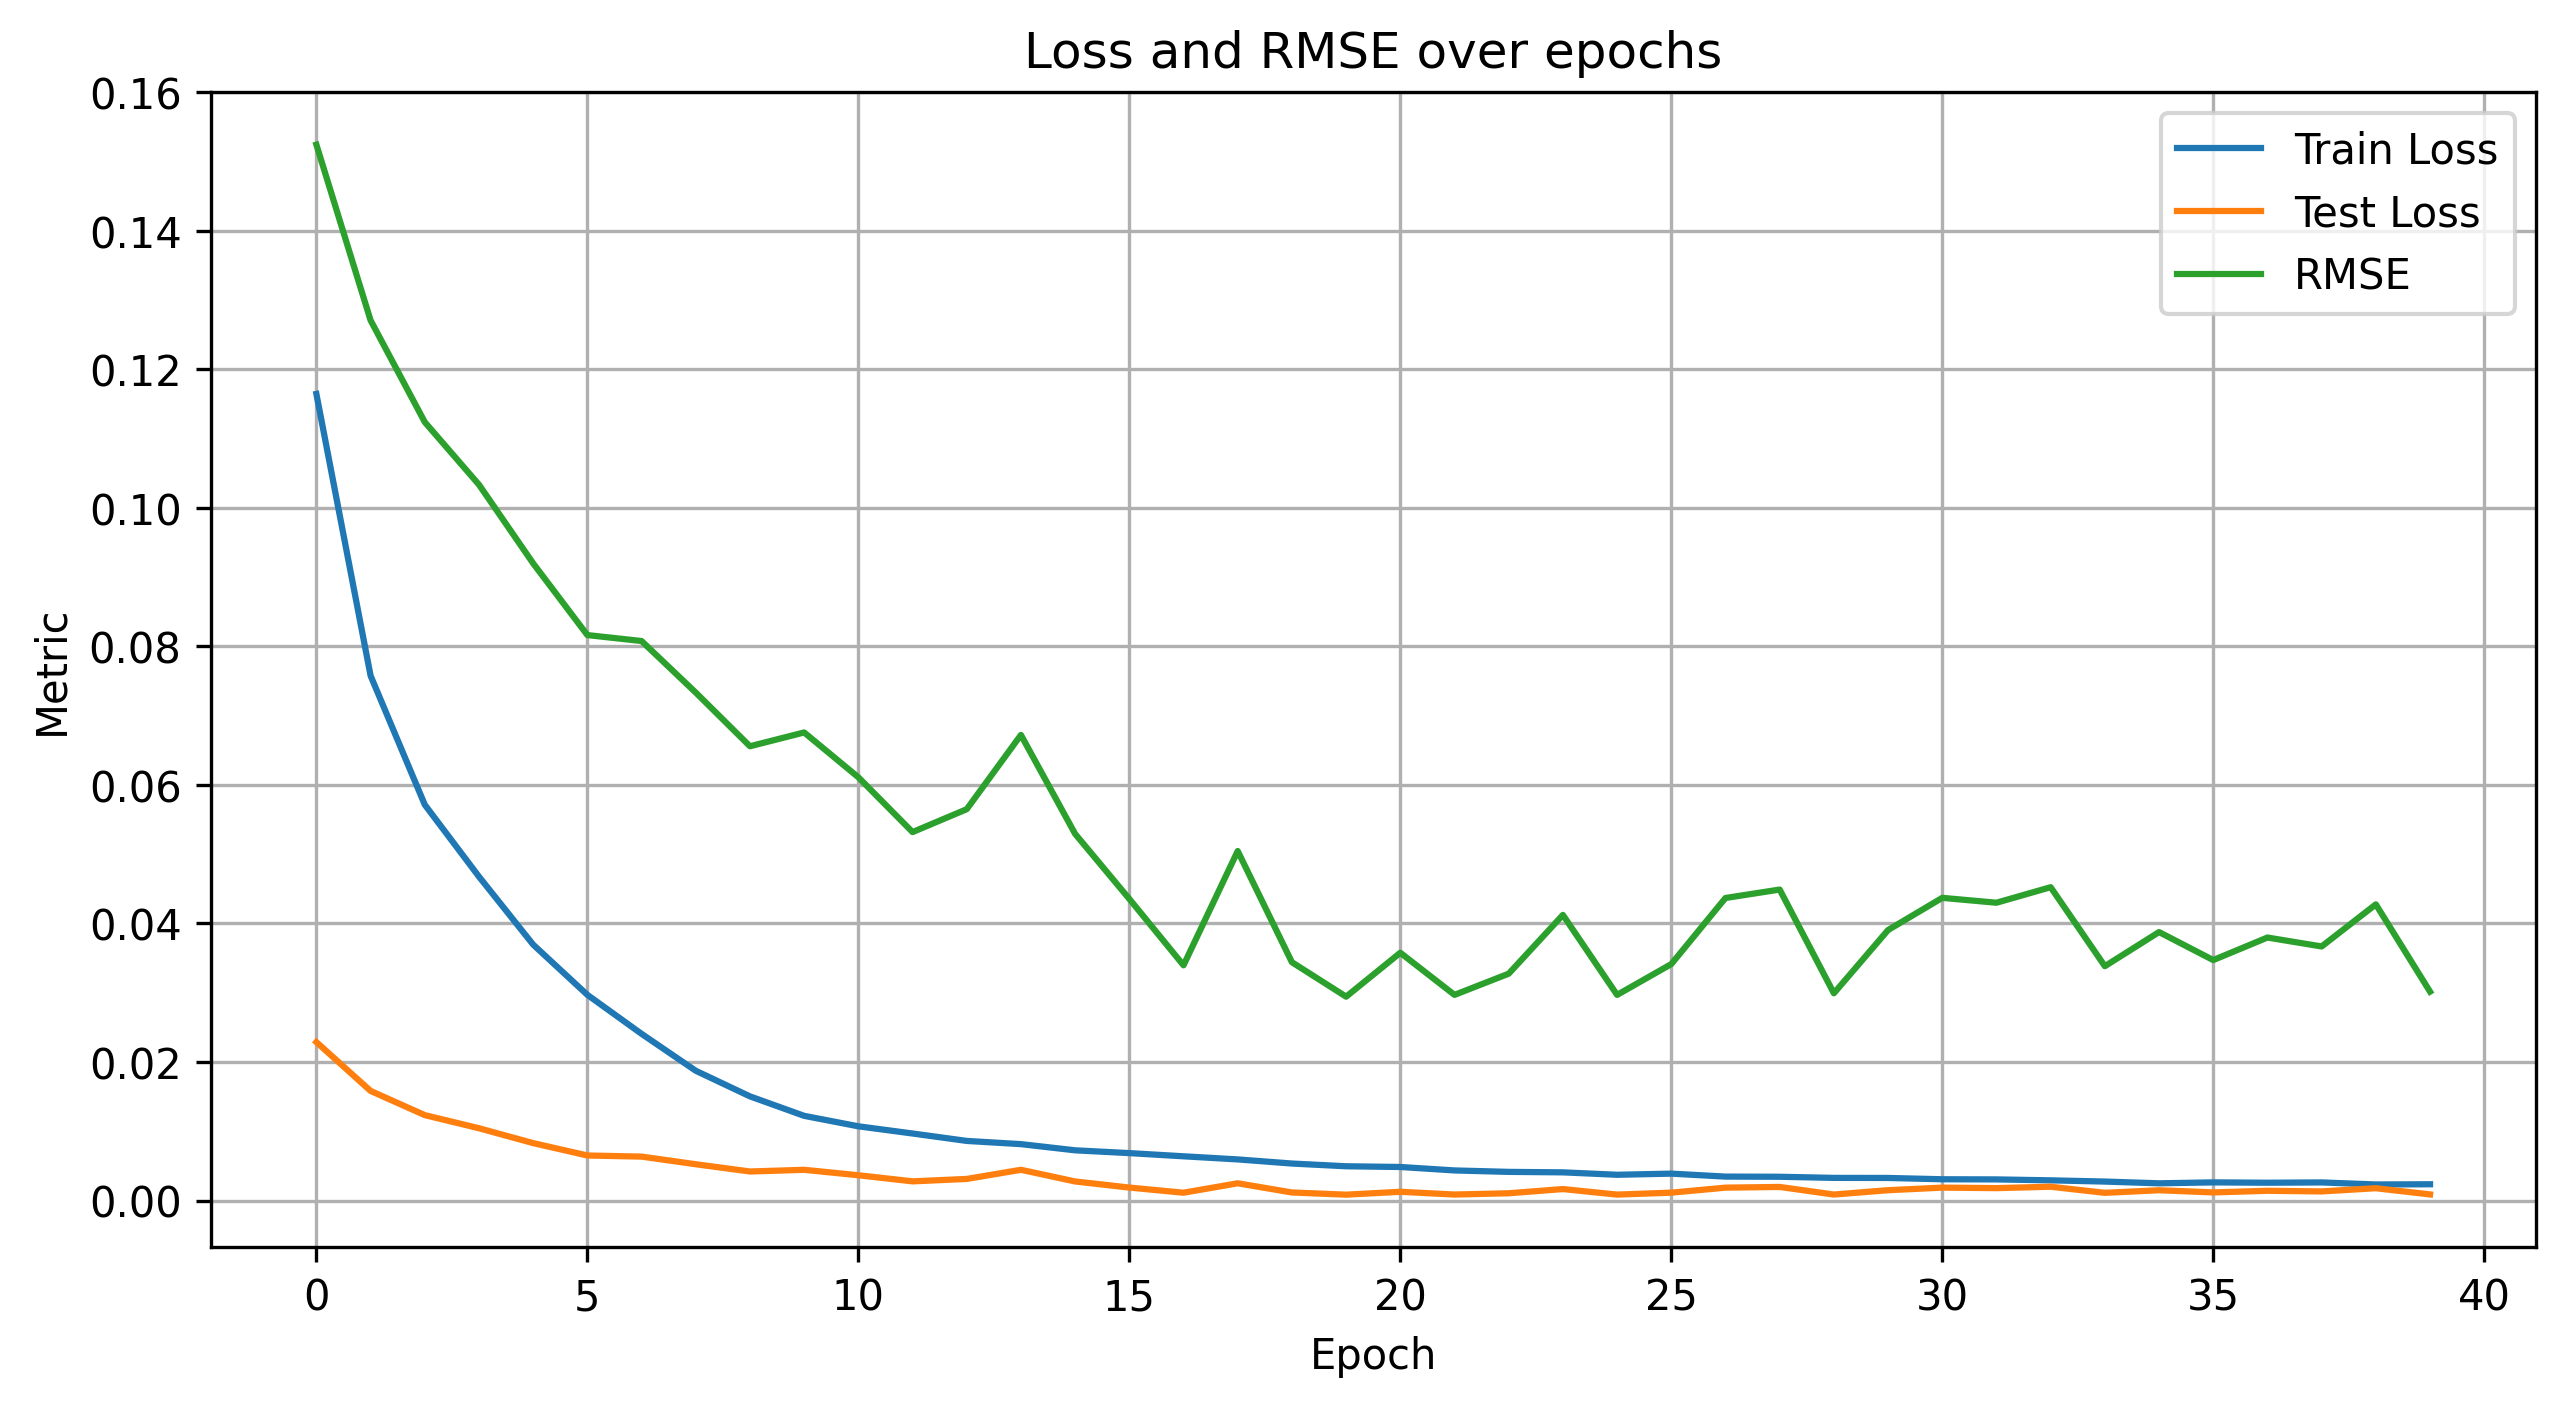 Loss and RMSE over epochs
0.16
0.14
0.12
0.10
0.08
0.06
0.04
0.02
0.00
Metric
Train Loss
Test Loss
RMSE
0 5 10 15 20 25 30 35 40
Epoch